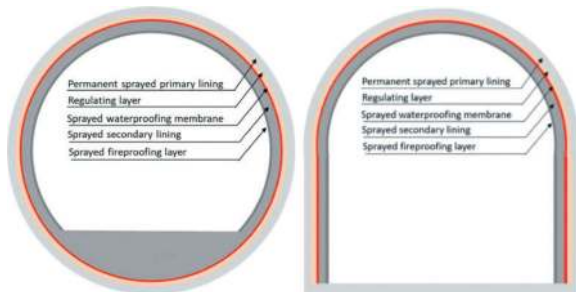 Permanent sprayed primary lining
Regulating layer
Sprayed waterproofing membrane
Sprayed secondary lining
Sprayed fireproofing layer
Permanent sprayed primary lining
Regulating layer
Sprayed waterproofing membrane
Sprayed secondary lining
Sprayed fireproofing layer